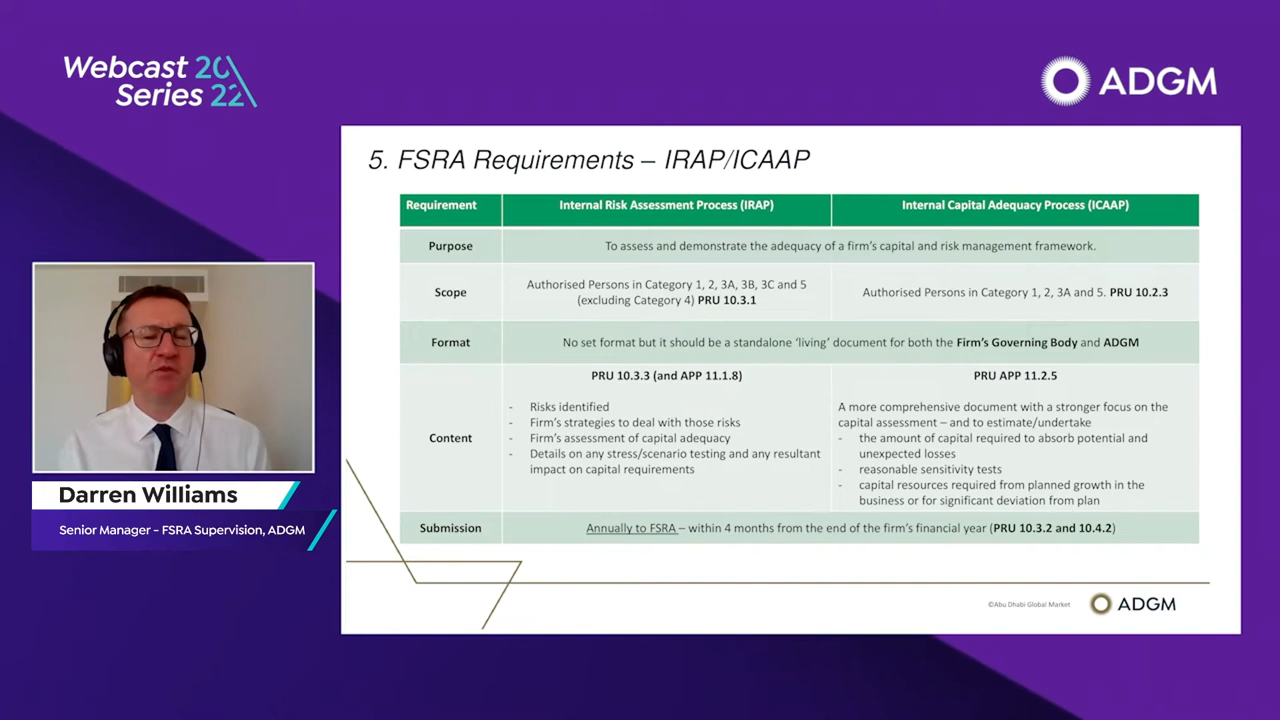 Webcast 20
Series 22
ADGM
5. FSRA Requirements – IRAP/ICAAP
Requirement
Internal Risk Assessment Process (IRAP)
Internal Capital Adequacy Process (ICAAP)
Purpose
To assess and demonstrate the adequacy of a firm's capital and risk management framework.
Scope
Authorised Persons in Category 1, 2, 3A, 3B, 3C and 5
(excluding Category 4) PRU 10.3.1
Authorised Persons in Category 1, 2, 3A and 5. PRU 10.2.3
Format
No set format but it should be a standalone 'living' document for both the Firm's Governing Body and ADGM
Content
PRU 10.3.3 (and APP 11.1.8)
- Risks identified
- Firm's strategies to deal with those risks
- Firm's assessment of capital adequacy
- Details on any stress/scenario testing and any resultant
impact on capital requirements
PRU APP 11.2.5
A more comprehensive document with a stronger focus on the
capital assessment – and to estimate/undertake
- the amount of capital required to absorb potential and
unexpected losses
- reasonable sensitivity tests
- capital resources required from planned growth in the
business or for significant deviation from plan
Submission
Annually to FSRA – within 4 months from the end of the firm's financial year (PRU 10.3.2 and 10.4.2)
©Abu Dhabi Global Market
ADGM
Darren Williams
Senior Manager – FSRA Supervision, ADGM